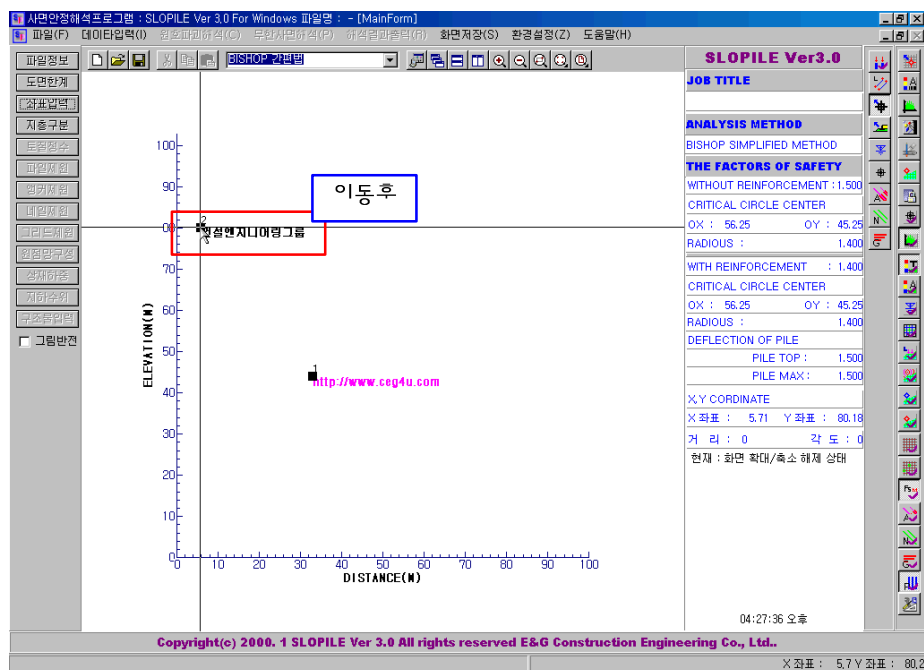 사면안정해석프로그램 : SLOPILE Ver 3,0 For Windows 파일명 : - [MainForm]
파일(F) 데이타입력(I) 원호파괴해석(C) 무한사면해석(P) 해석결과출력(R) 화면저장(S) 환경설정(Z) 도움말(H)
파일정보
BISHOP 간편법
도면한계
좌표입력
지층구분
토질정수
파일제원
앵커제원
네일제원
그리드제원
원점망구성
상재하중
지하수위
구조물입력
그림반전
100
90
80
70
60
50
40
30
20
10
0
ELEVATION(M)
이동후
2
건설엔지니어링그룹
1
http://www.ceg4u.com
0 10 20 30 40 50 60 70 80 90 100
DISTANCE(M)
SLOPILE Ver3.0
JOB TITLE
ANALYSIS METHOD
BISHOP SIMPLIFIED METHOD
THE FACTORS OF SAFETY
WITHOUT REINFORCEMENT : 1.500
CRITICAL CIRCLE CENTER
OX : 56.25 OY : 45.25
RADIOUS : 1.400
WITH REINFORCEMENT : 1.400
CRITICAL CIRCLE CENTER
OX : 56.25 OY : 45.25
RADIOUS : 1.400
DEFLECTION OF PILE
PILE TOP : 1.500
PILE MAX : 1.500
X,Y CORDINATE
X 좌표 : 5.71 Y 좌표 : 80.18
거 리 : 0 각 도 : 0
현재 : 화면 확대/축소 해제 상태
04:27:36 오후
Copyright(c) 2000. 1 SLOPILE Ver 3.0 All rights reserved E&G Construction Engineering Co., Ltd..
X 좌표 : 5,7 Y 좌표 : 80,2